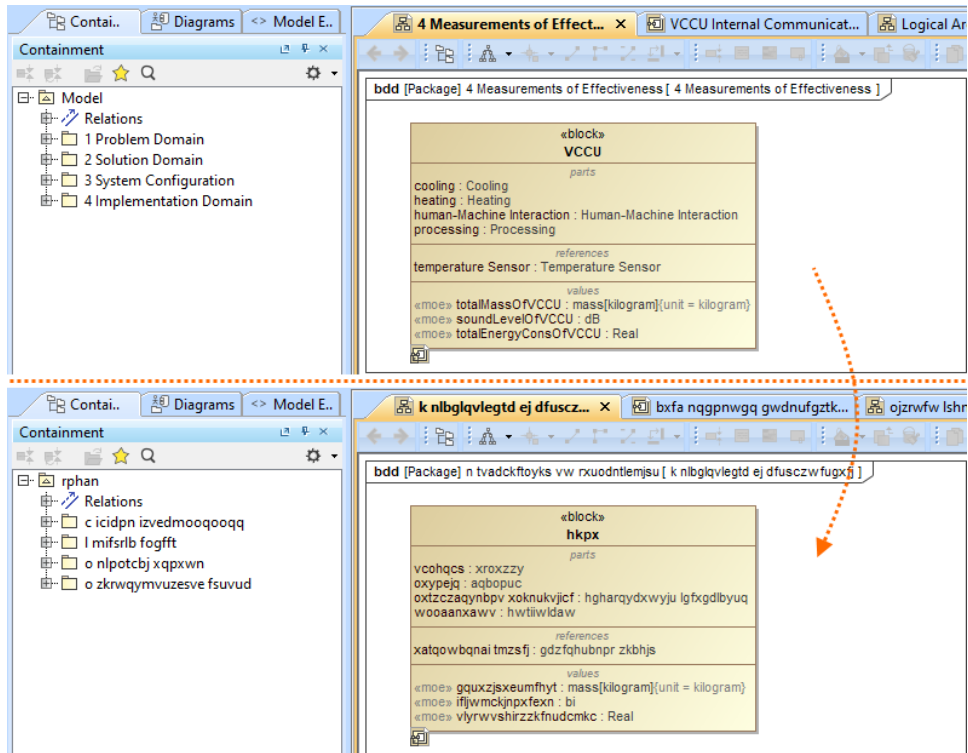 Contai.. Diagrams <> Model E..
Containment
Model
Relations
1 Problem Domain
2 Solution Domain
3 System Configuration
4 Implementation Domain
4 Measurements of Effect... × VCCU Internal Communicat... Logical Ar
bdd [Package] 4 Measurements of Effectiveness [ 4 Measurements of Effectiveness ]
«block»
VCCU
parts
cooling : Cooling
heating : Heating
human-Machine Interaction : Human-Machine Interaction
processing : Processing
references
temperature Sensor : Temperature Sensor
values
«moe» totalMassOfVCCU : mass[kilogram]{unit = kilogram}
«moe» soundLevelOfVCCU : dB
«moe» totalEnergyConsOfVCCU : Real
Contai.. Diagrams <> Model E..
Containment
rphan
Relations
c icidpn izvedmooqooqq
l mifsrlb fogfft
o nlpotcbj xqpxwn
o zkrwqymvuzesve fsuvud
k nlbglqvlegtd ej dfuscz... × bxfa nqgpnwgq gwdnufgztk... ojzrwfw lshr
bdd [Package] n tvadckftoyks vw rxuodntlemjsu [ k nlbglqvlegtd ej dfusczwfugxfj ]
«block»
hkpx
parts
vcohqcs : xroxzzy
oxypejq : aqbopuc
oxtzczaqynbpv xoknukvjicf : hgharqydxwyju lgfxgdlbyuq
wooaanxawv : hwtiiwldaw
references
xatqowbqnai tmzsfj : gdzfqhubnpr zkbhjs
values
«moe» gquxzjsxeumfhyt : mass[kilogram]{unit = kilogram}
«moe» ifljwmckjnpxfexn : bi
«moe» vlyrwvshirzzkfnudcmkc : Real